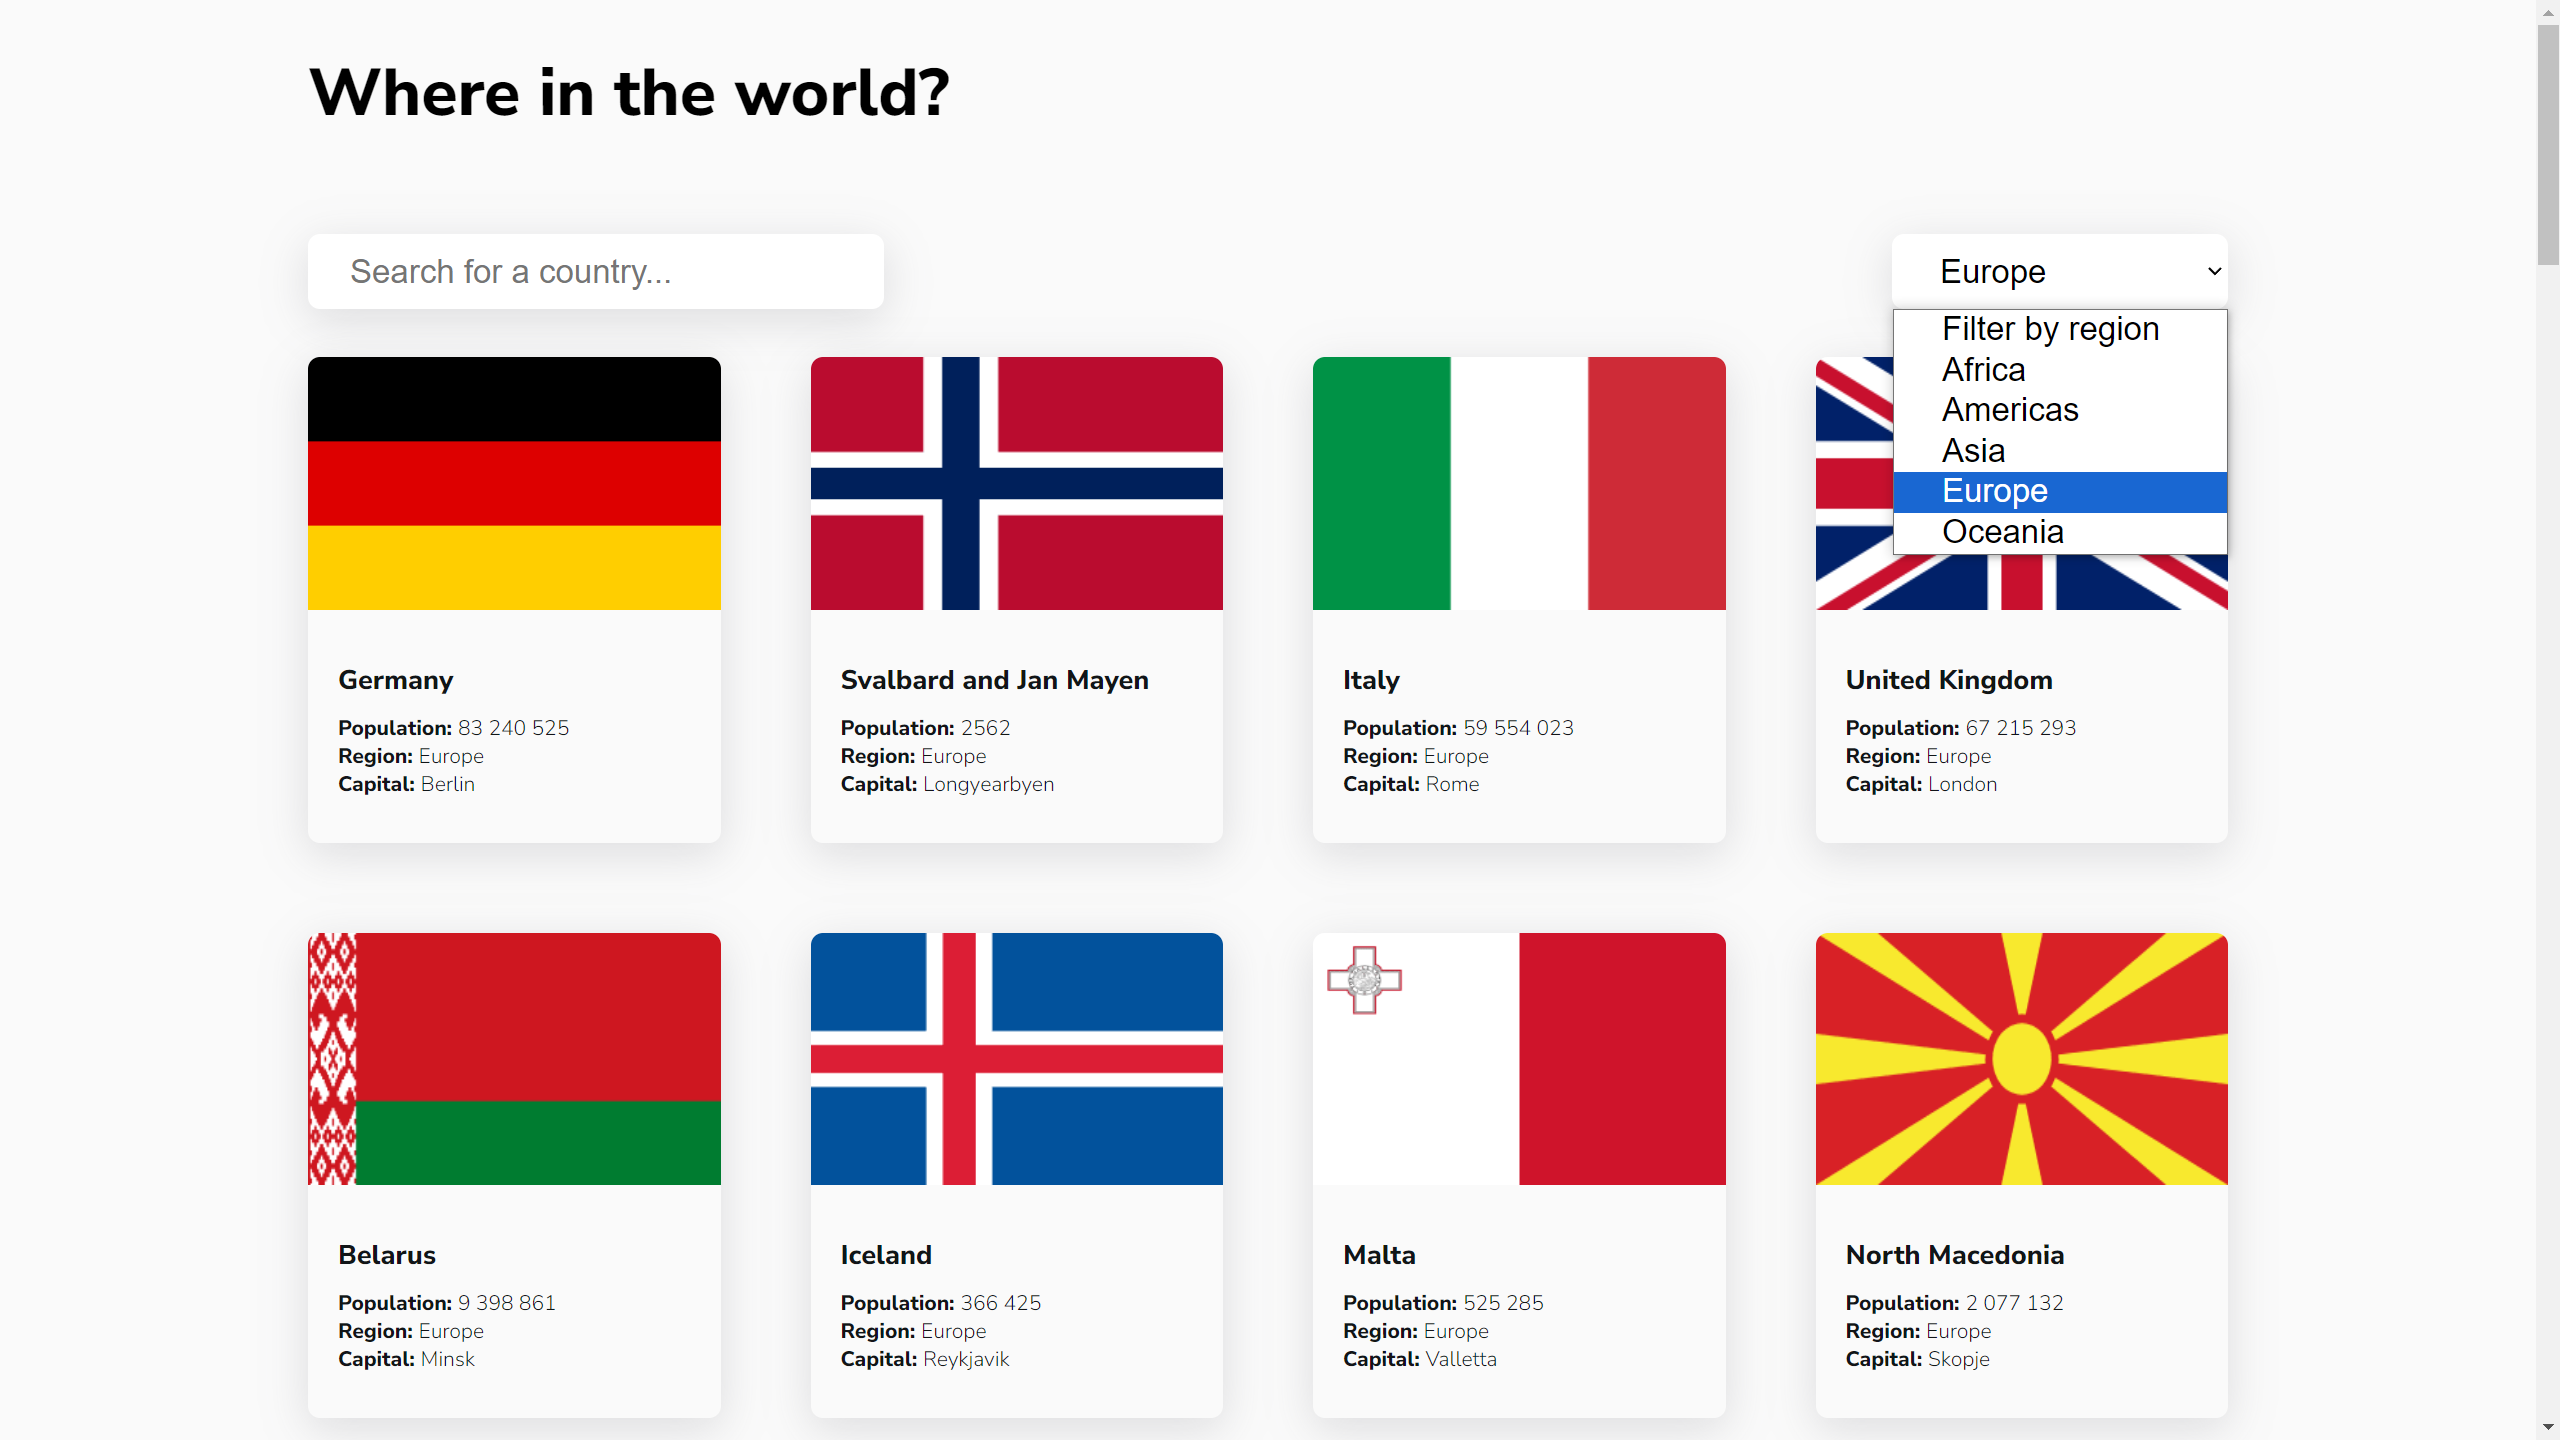 Where in the world?
Search for a country...
Europe
Filter by region
Africa
Americas
Asia
Europe
Oceania
Germany
Population: 83 240 525
Region: Europe
Capital: Berlin
Svalbard and Jan Mayen
Population: 2562
Region: Europe
Capital: Longyearbyen
Italy
Population: 59 554 023
Region: Europe
Capital: Rome
United Kingdom
Population: 67 215 293
Region: Europe
Capital: London
Belarus
Population: 9 398 861
Region: Europe
Capital: Minsk
Iceland
Population: 366 425
Region: Europe
Capital: Reykjavik
Malta
Population: 525 285
Region: Europe
Capital: Valletta
North Macedonia
Population: 2 077 132
Region: Europe
Capital: Skopje